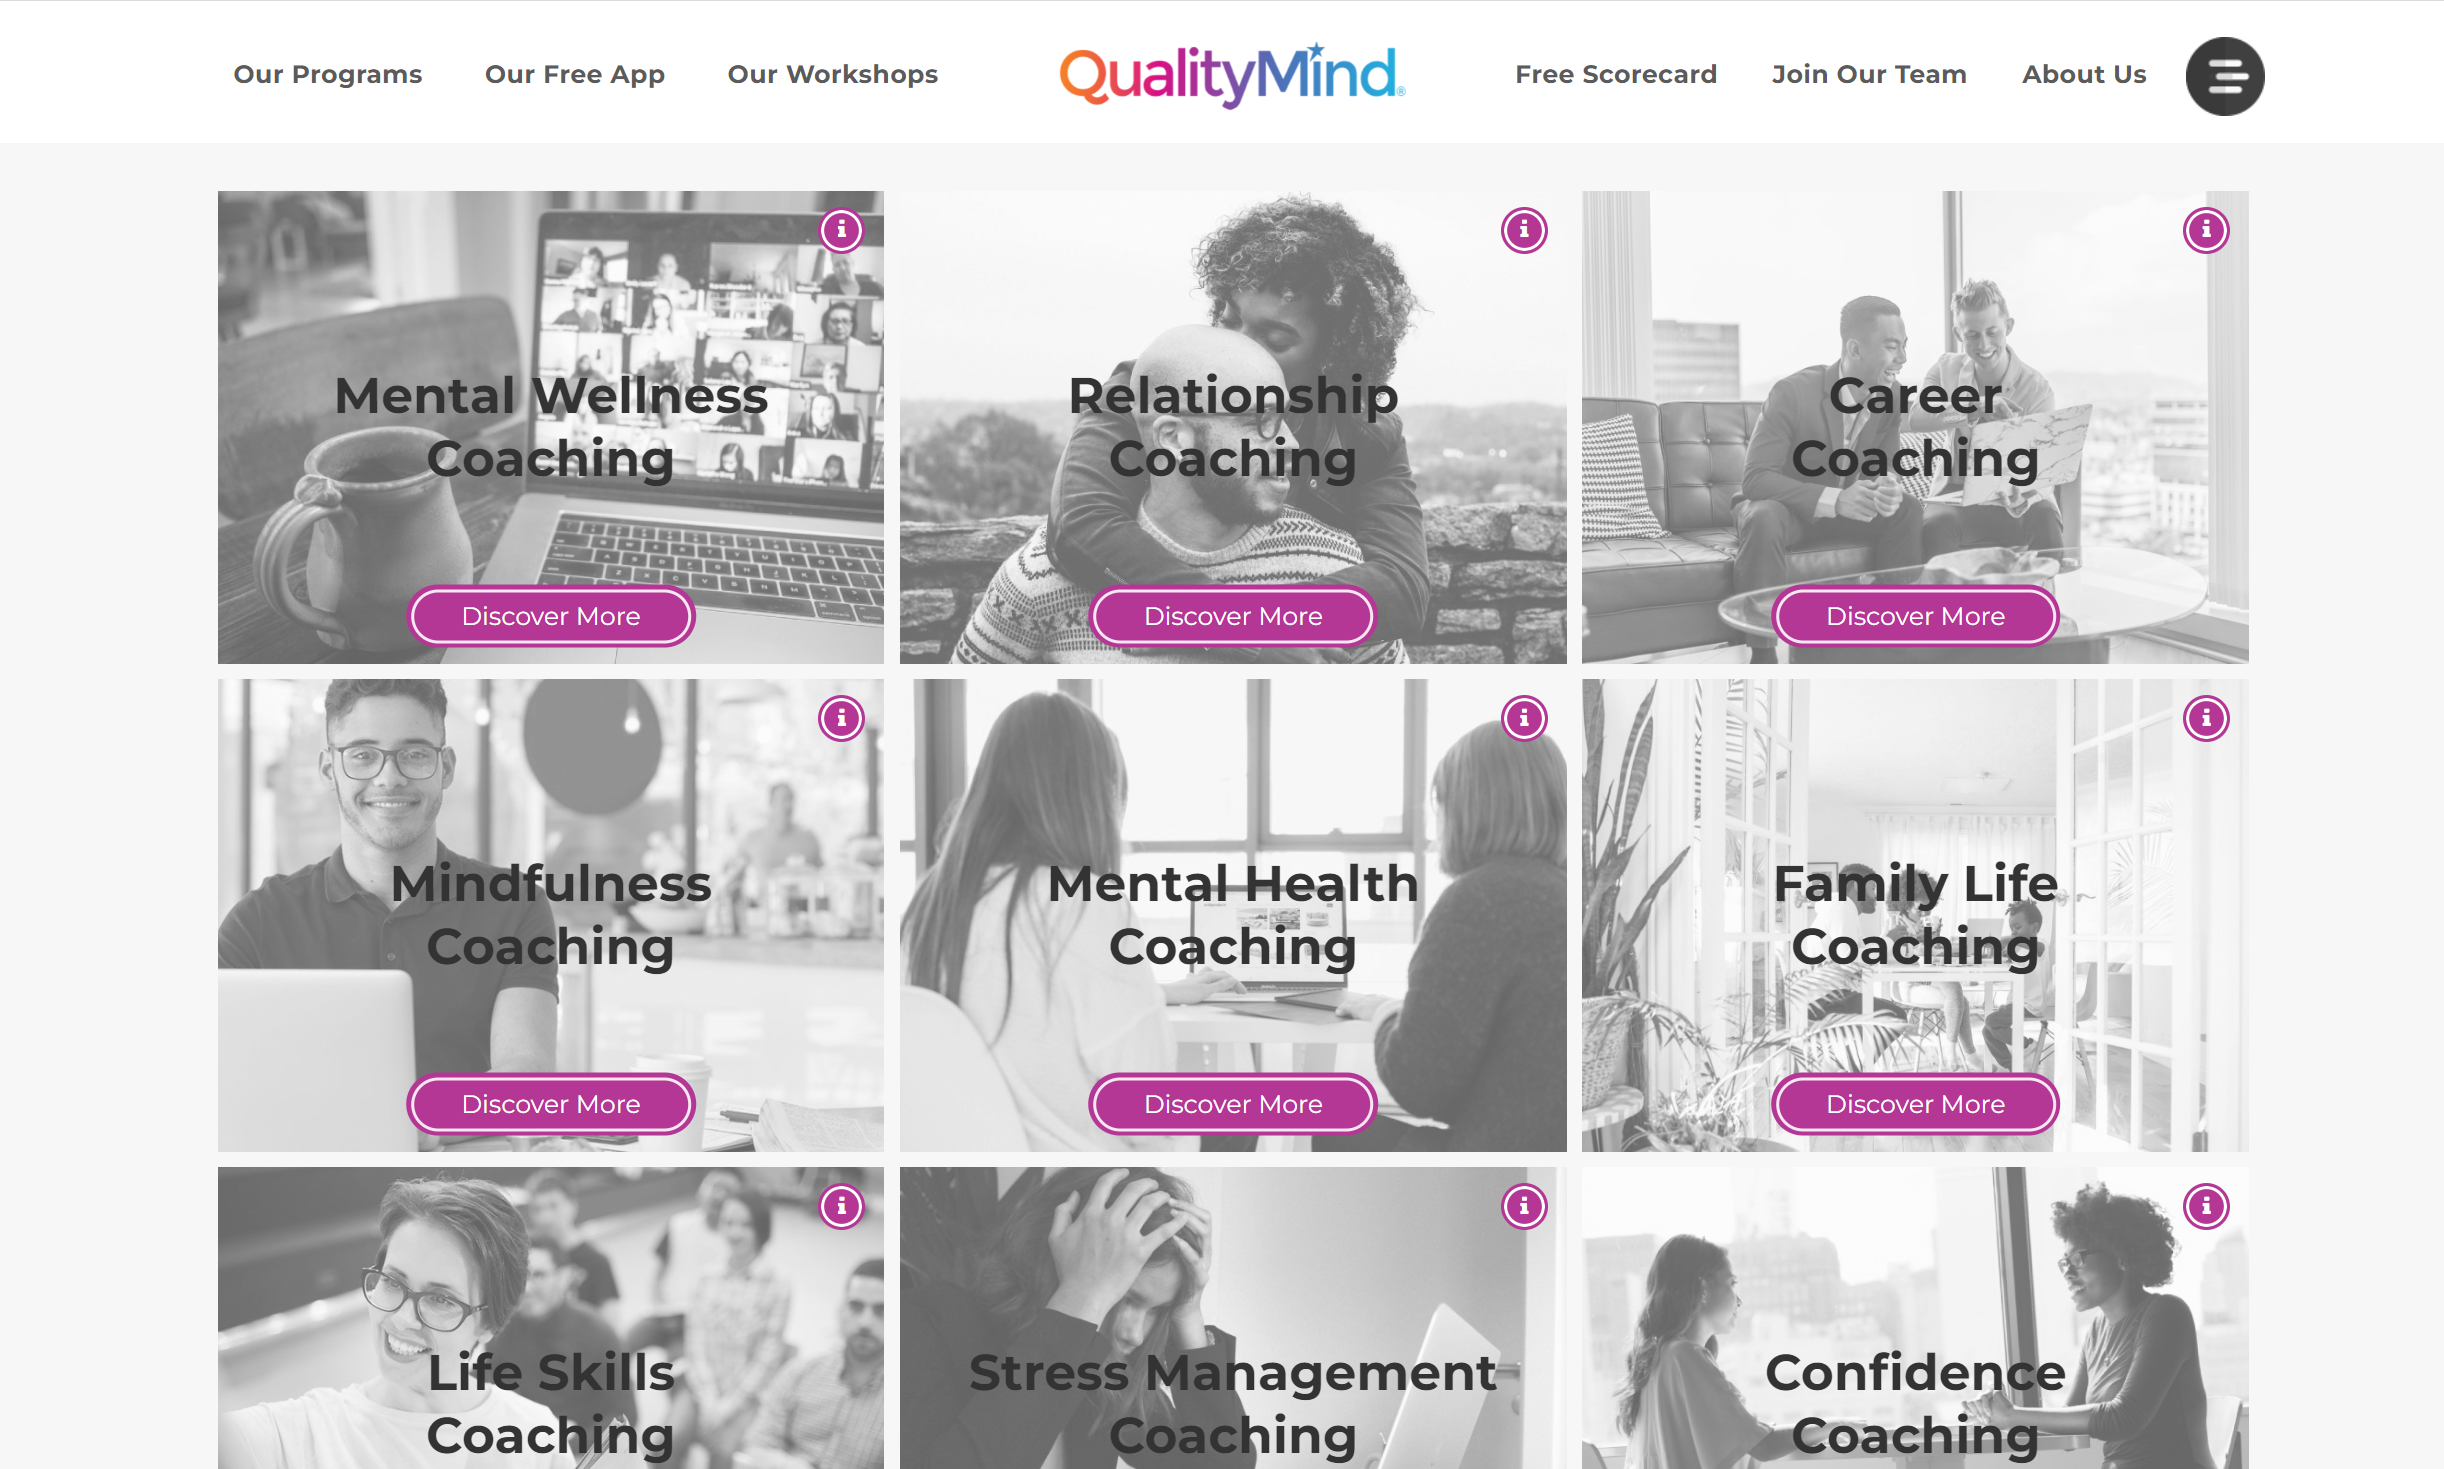 Our Programs
Our Free App
Our Workshops
QualityMind®
Free Scorecard
Join Our Team
About Us
Mental Wellness
Coaching
Discover More
Relationship
Coaching
Discover More
Career
Coaching
Discover More
Mindfulness
Coaching
Discover More
Mental Health
Coaching
Discover More
Family Life
Coaching
Discover More
Life Skills
Coaching
Stress Management
Coaching
Confidence
Coaching